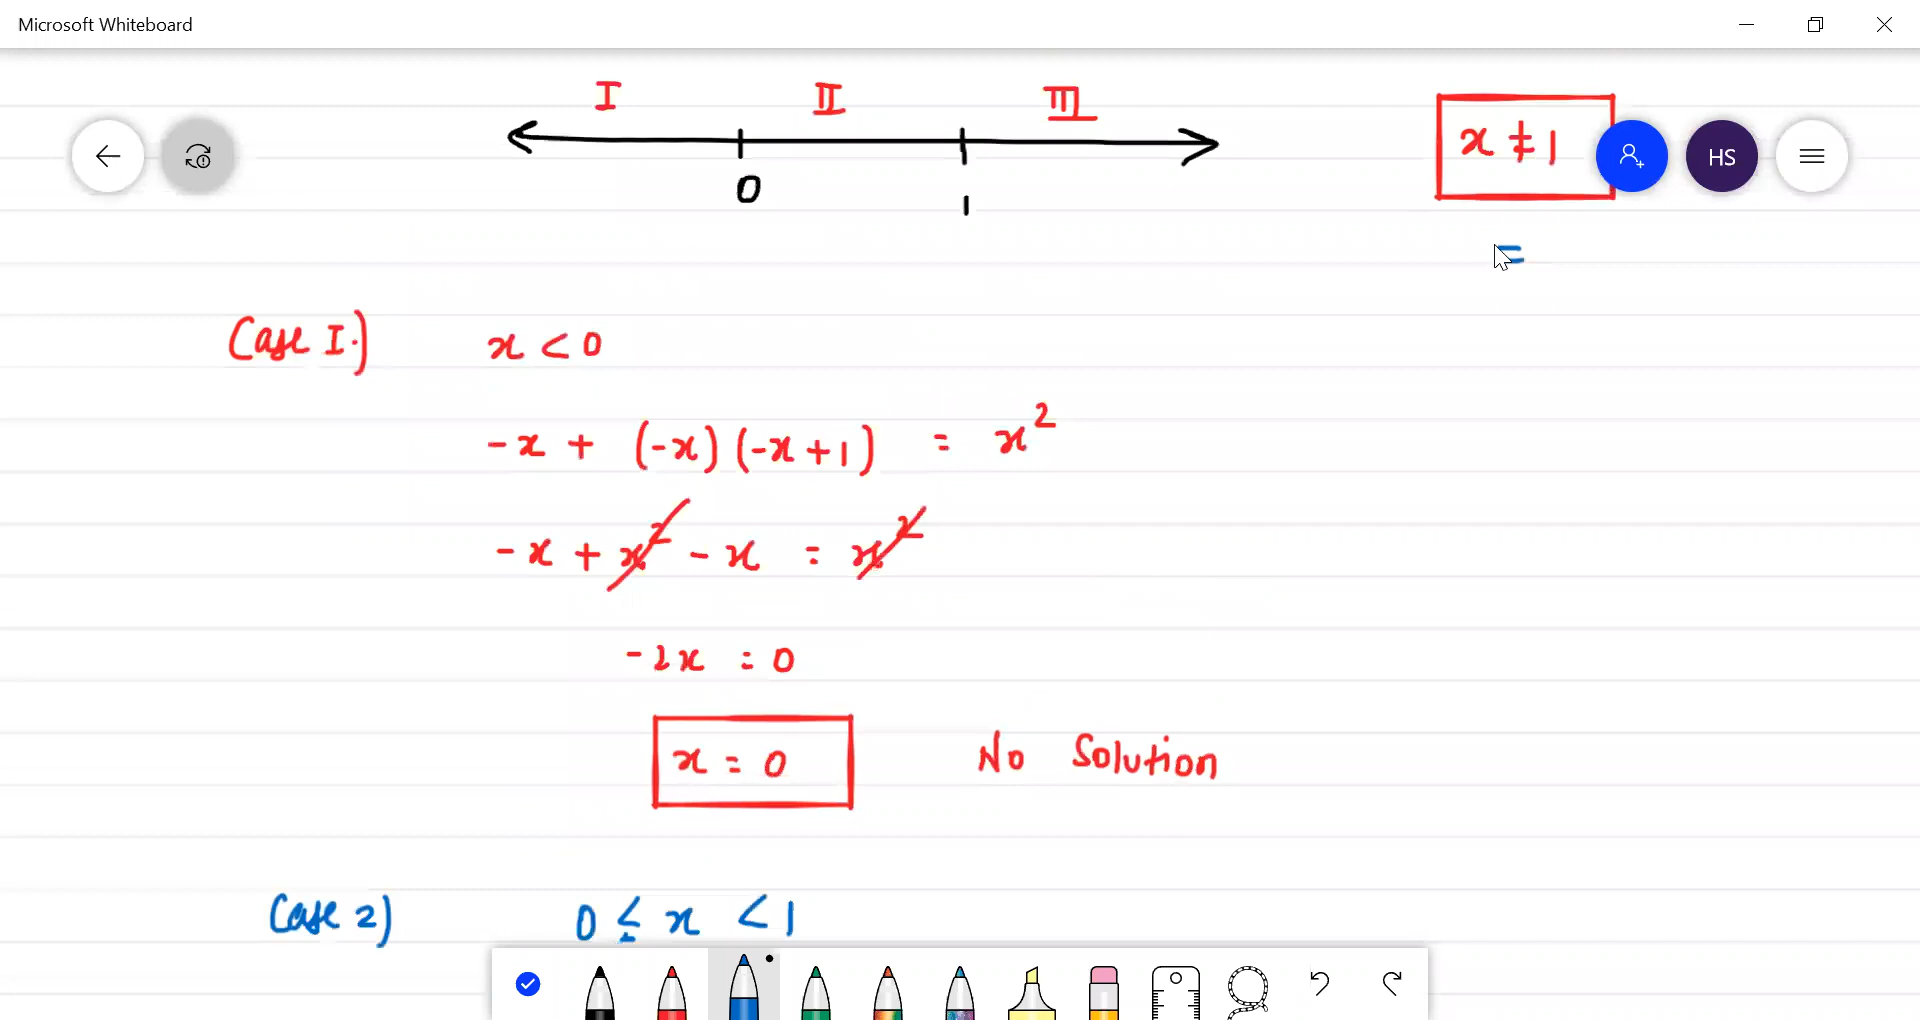 Microsoft Whiteboard
I II III
x ≠ 1
HS
0
1
=
Case I.) x < 0
-x + (-x)(-x+1) = x²
-x + x² - x = x²
-2x = 0
x = 0 No Solution
Case 2) 0 ≤ x < 1